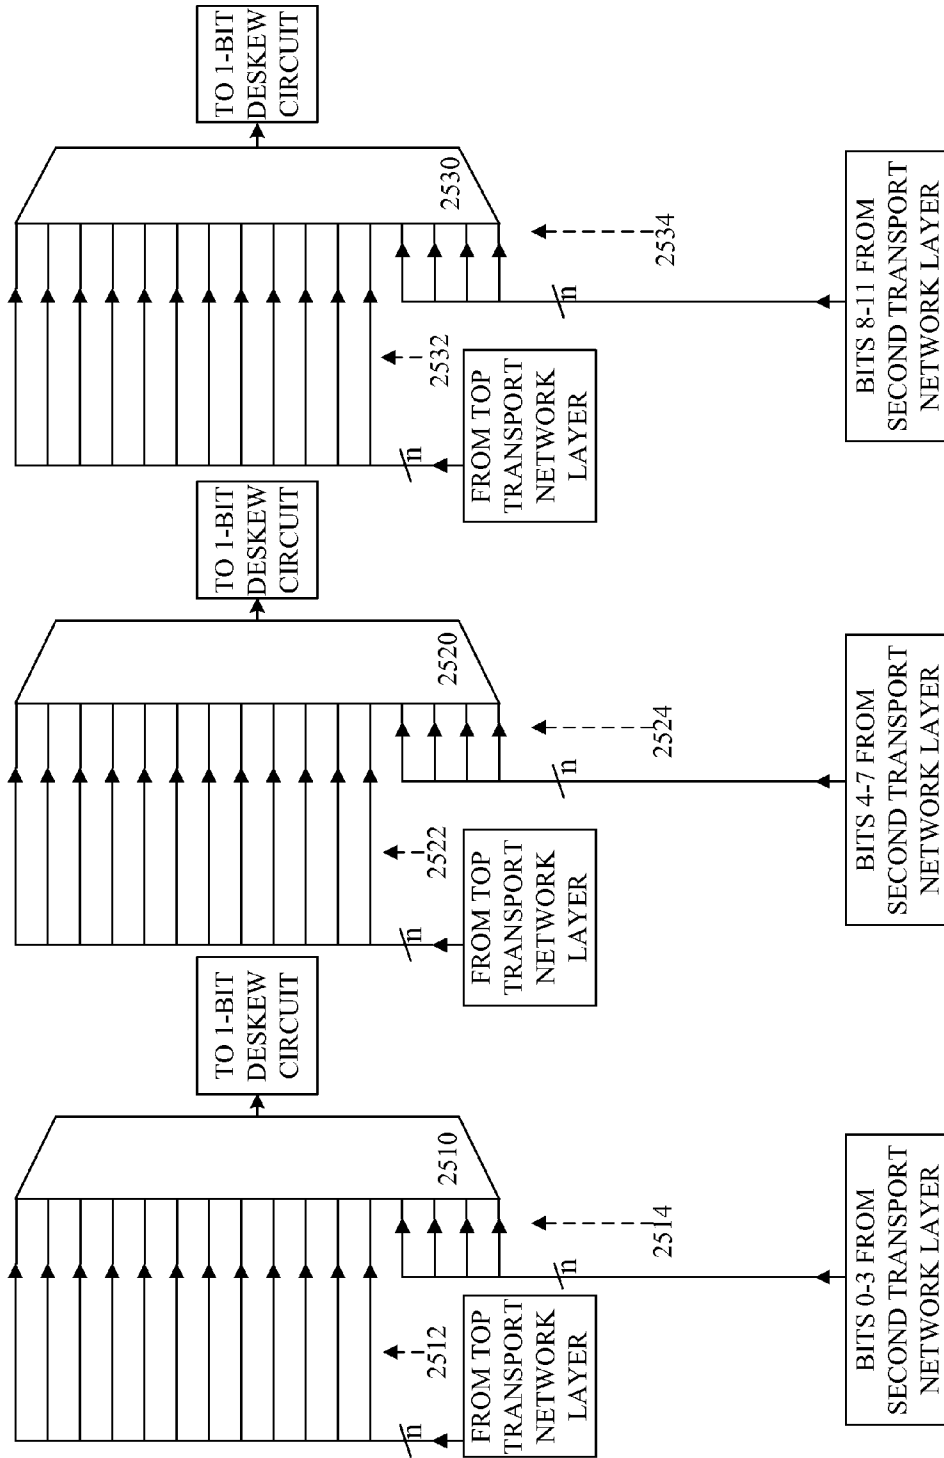 TO 1-BIT
DESKEW
CIRCUIT
2510
2512
n
FROM TOP
TRANSPORT
NETWORK
LAYER
2514
n
BITS 0-3 FROM
SECOND TRANSPORT
NETWORK LAYER
TO 1-BIT
DESKEW
CIRCUIT
2520
2522
n
FROM TOP
TRANSPORT
NETWORK
LAYER
2524
n
BITS 4-7 FROM
SECOND TRANSPORT
NETWORK LAYER
TO 1-BIT
DESKEW
CIRCUIT
2530
2532
n
FROM TOP
TRANSPORT
NETWORK
LAYER
2534
n
BITS 8-11 FROM
SECOND TRANSPORT
NETWORK LAYER